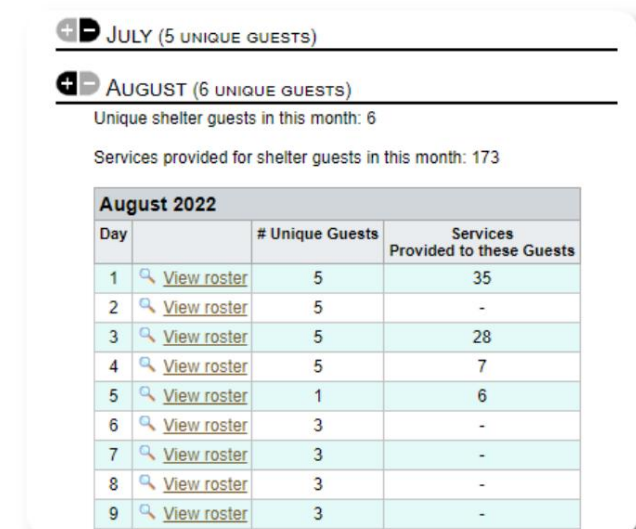 JULY (5 UNIQUE GUESTS)
AUGUST (6 UNIQUE GUESTS)
Unique shelter guests in this month: 6
Services provided for shelter guests in this month: 173
August 2022
Day # Unique Guests Services Provided to these Guests
1 View roster 5 35
2 View roster 5 -
3 View roster 5 28
4 View roster 5 7
5 View roster 1 6
6 View roster 3 -
7 View roster 3 -
8 View roster 3 -
9 View roster 3 -